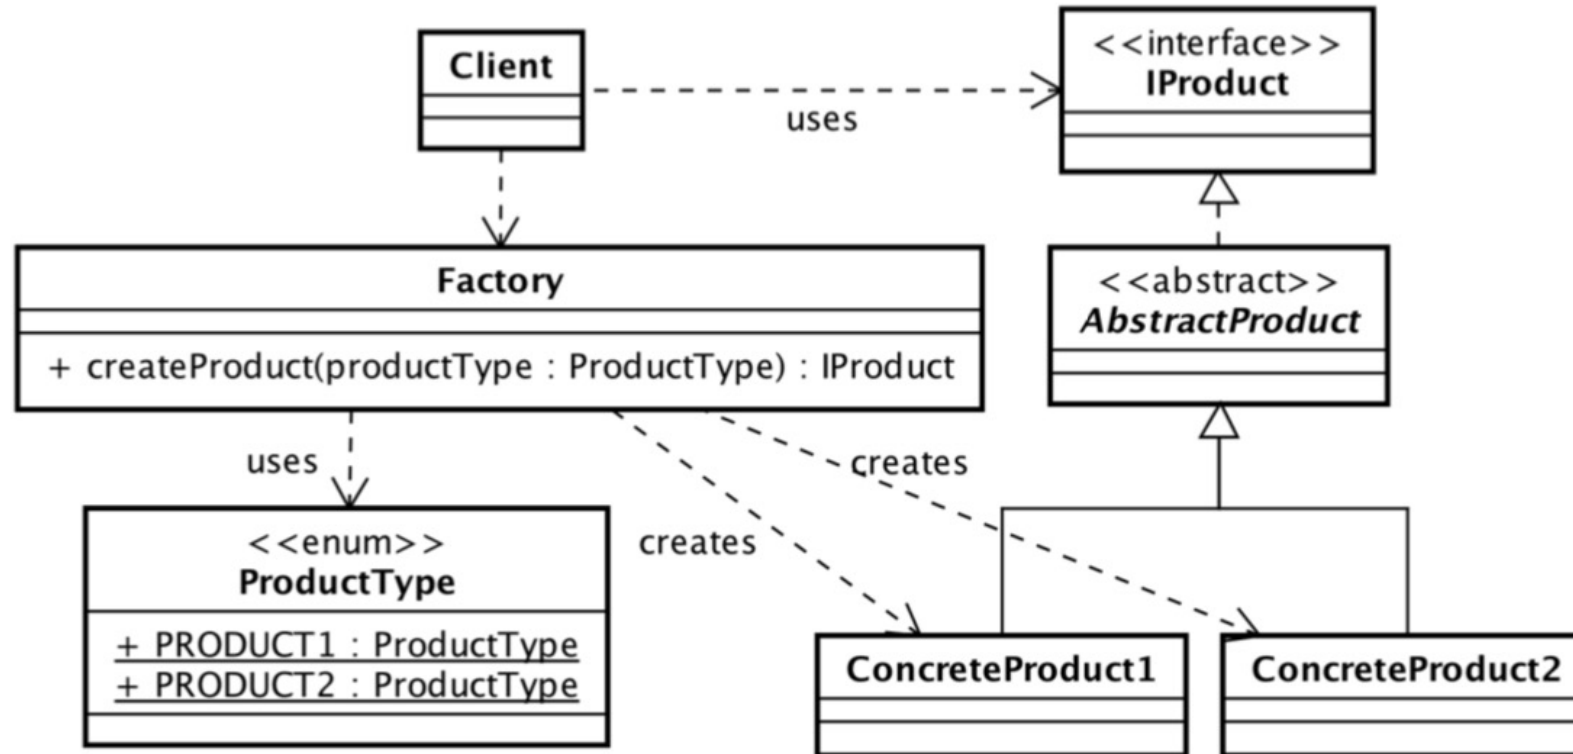 Client
uses
<<interface>>
IProduct
Factory
+ createProduct(productType : ProductType) : IProduct
<<abstract>>
AbstractProduct
uses
creates
creates
<<enum>>
ProductType
+ PRODUCT1 : ProductType
+ PRODUCT2 : ProductType
ConcreteProduct1
ConcreteProduct2